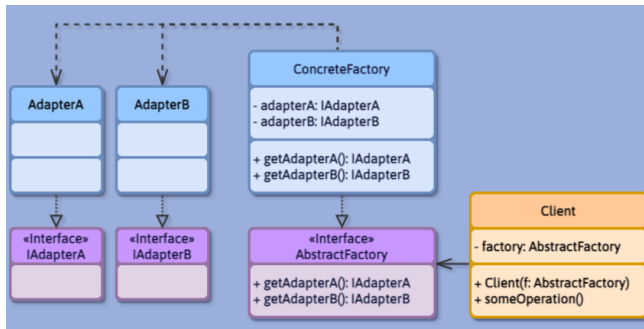 ConcreteFactory
- adapterA: IAdapterA
- adapterB: IAdapterB
+ getAdapterA(): IAdapterA
+ getAdapterB(): IAdapterB
AdapterA
AdapterB
«Interface»
IAdapterA
«Interface»
IAdapterB
«Interface»
AbstractFactory
+ getAdapterA(): IAdapterA
+ getAdapterB(): IAdapterB
Client
- factory: AbstractFactory
+ Client(f: AbstractFactory)
+ someOperation()